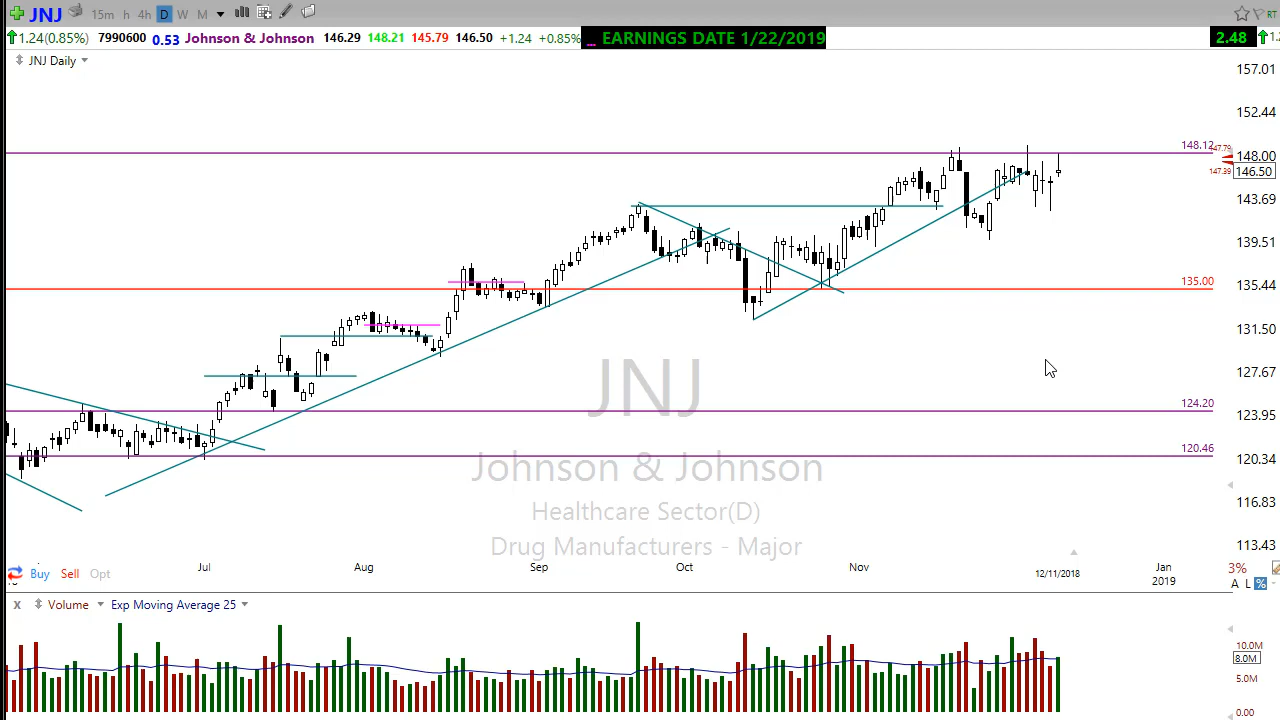 JNJ 15m h 4h D W M RT
1.24(0.85%) 7990600 0.53 Johnson & Johnson 146.29 148.21 145.79 146.50 +1.24 +0.85% ... EARNINGS DATE 1/22/2019 2.48
JNJ Daily
157.01
152.44
148.12
147.79
148.00
147.39
146.50
143.69
139.51
135.00
135.44
131.50
127.67
124.20
123.95
120.46
120.34
116.83
113.43
JNJ
Johnson & Johnson
Healthcare Sector(D)
Drug Manufacturers - Major
Buy Sell Opt
Jul Aug Sep Oct Nov 12/11/2018 Jan
2019
3%
A L %
x Volume Exp Moving Average 25
10.0M
8.0M
5.0M
0.00